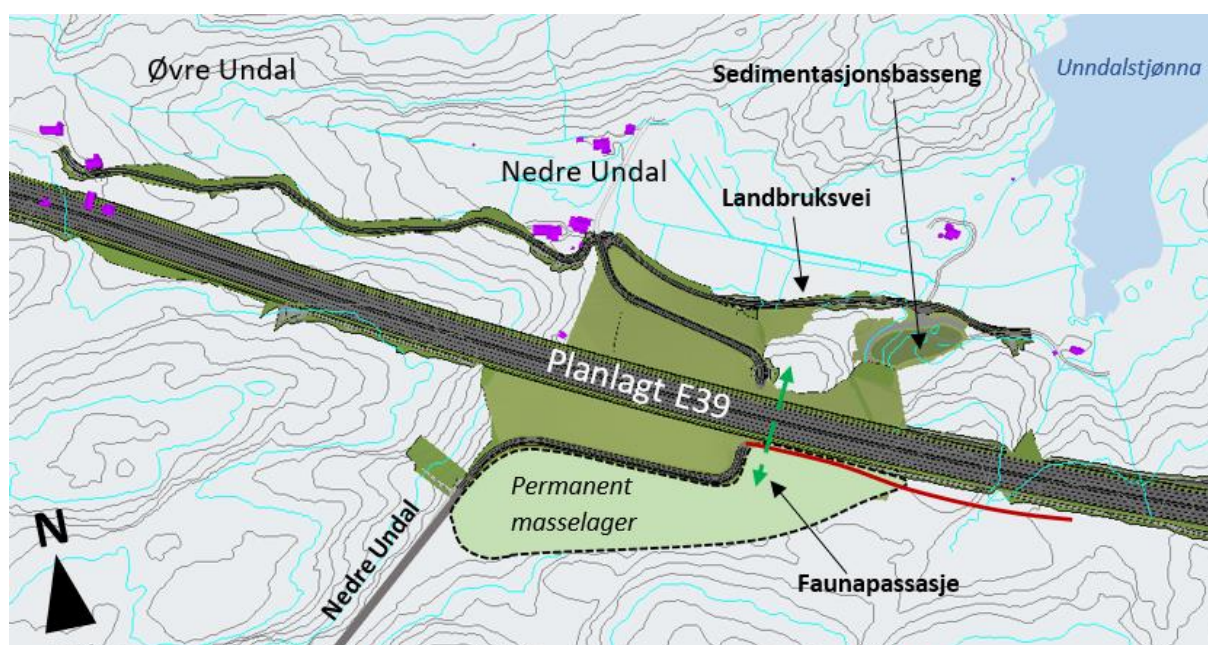 Øvre Undal
Sedimentasjonsbasseng
Unndalstjønna
Nedre Undal
Landbruksvei
Planlagt E39
Permanent
masselager
N
Nedre Undal
Faunapassasje